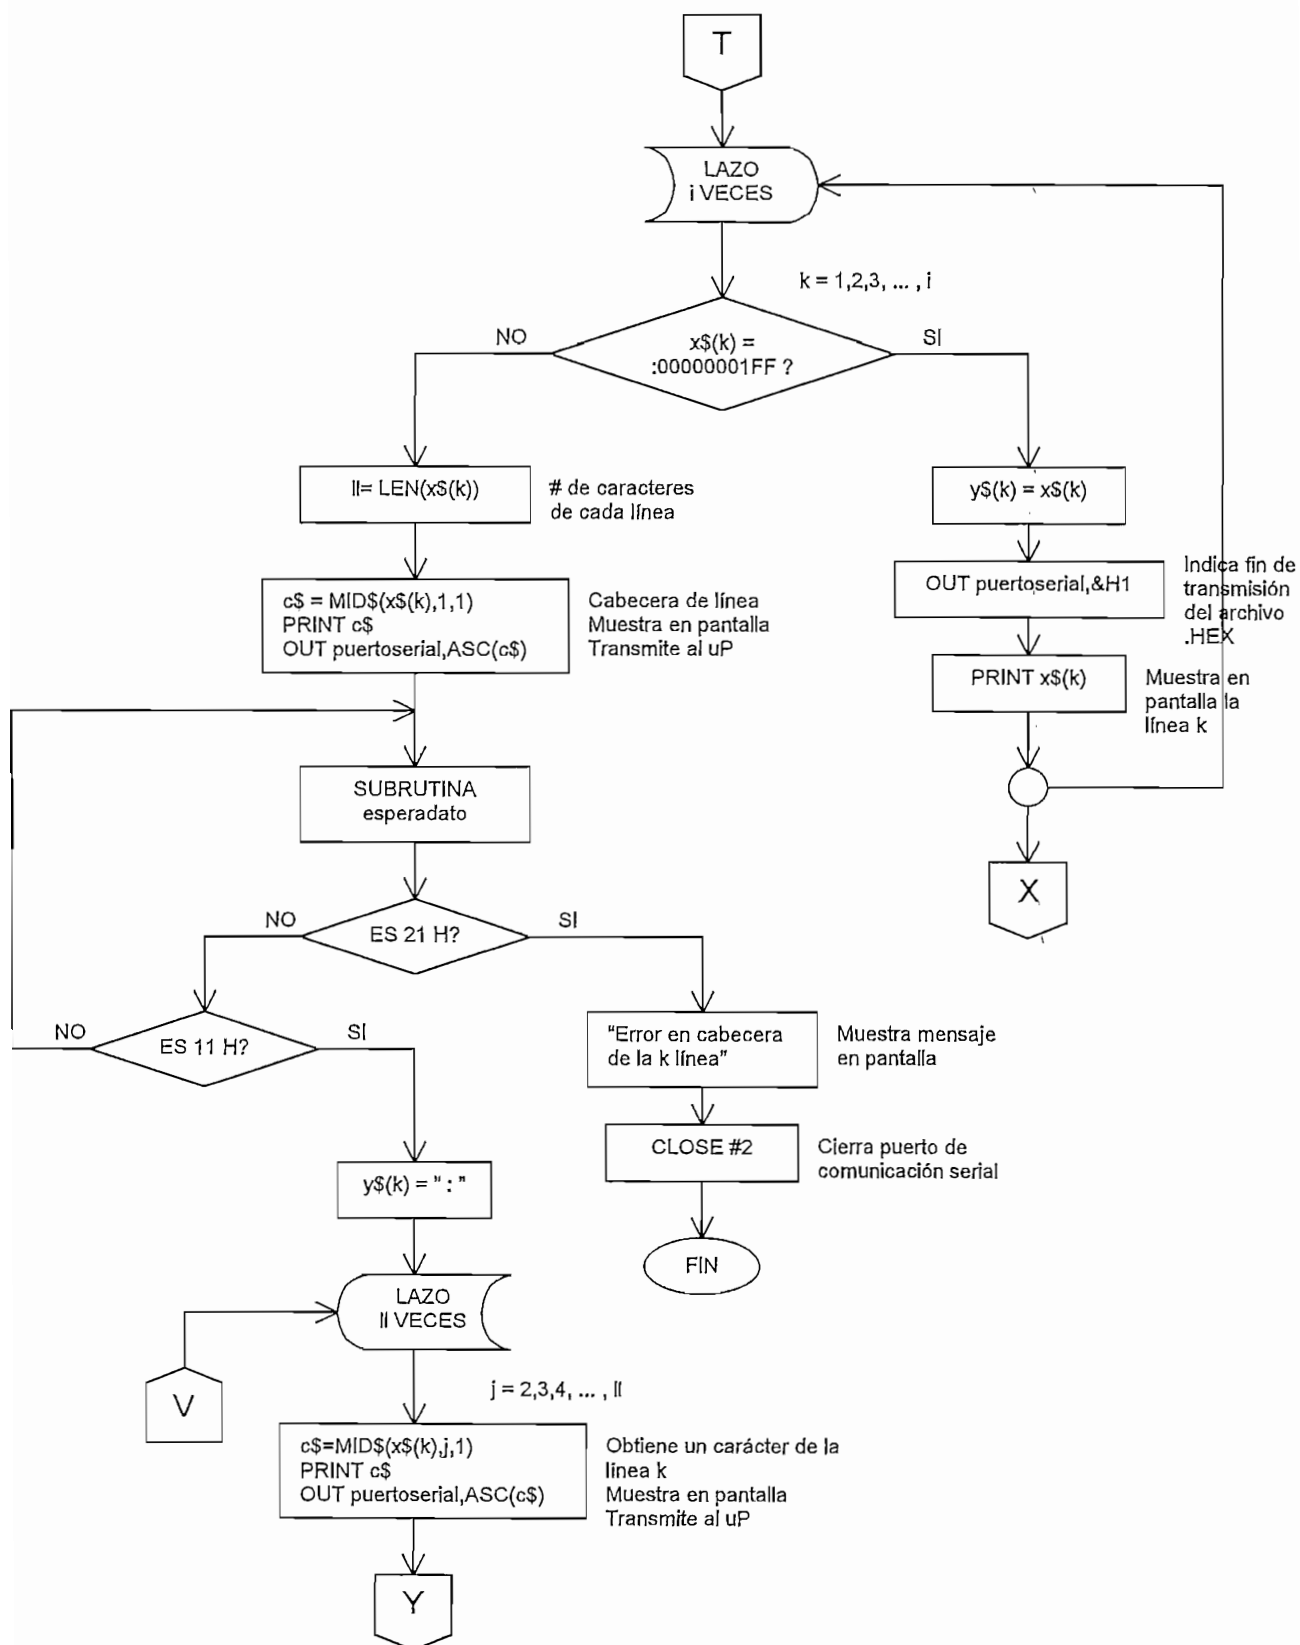 T
LAZO
i VECES
k = 1,2,3, ... , i
NO
SI
x$(k) =
:00000001FF ?
ll= LEN(x$(k))
# de caracteres
de cada línea
y$(k) = x$(k)
c$ = MID$(x$(k),1,1)
PRINT c$
OUT puertoserial,ASC(c$)
Cabecera de línea
Muestra en pantalla
Transmite al uP
OUT puertoserial,&H1
Indica fin de
transmisión
del archivo
.HEX
PRINT x$(k)
Muestra en
pantalla la
línea k
SUBRUTINA
esperadato
X
NO
SI
ES 21 H?
NO
SI
ES 11 H?
"Error en cabecera
de la k línea"
Muestra mensaje
en pantalla
CLOSE #2
Cierra puerto de
comunicación serial
y$(k) = " : "
FIN
LAZO
ll VECES
V
j = 2,3,4, ... , ll
c$=MID$(x$(k),j,1)
PRINT c$
OUT puertoserial,ASC(c$)
Obtiene un carácter de la
línea k
Muestra en pantalla
Transmite al uP
Y